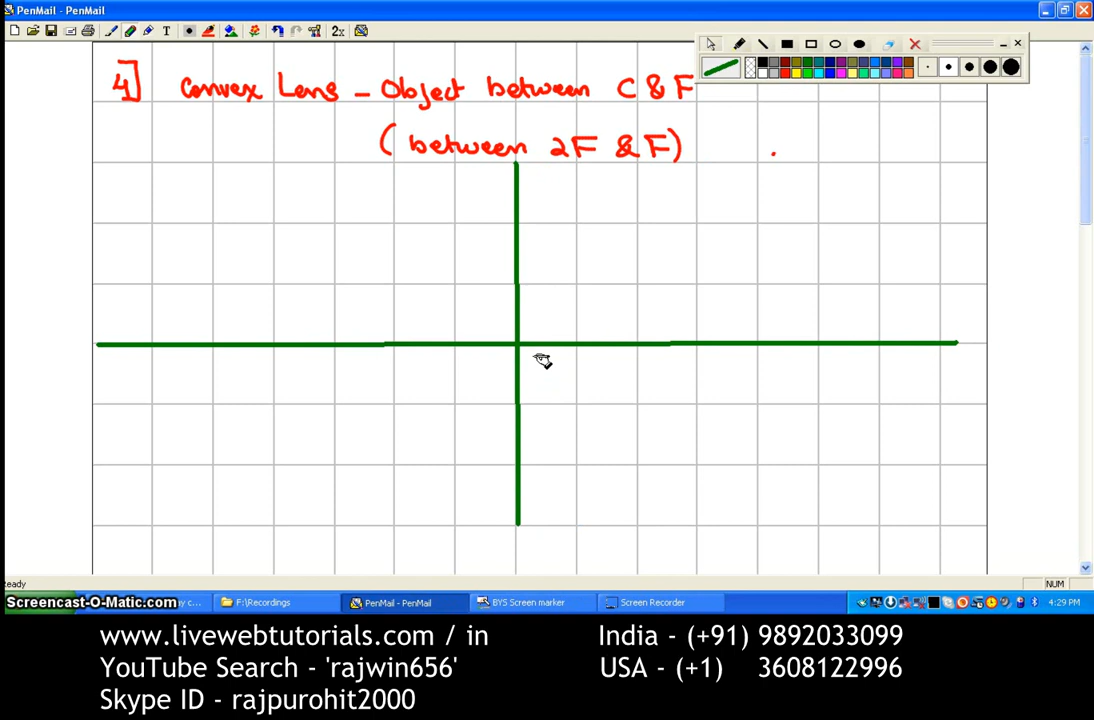 PenMail - PenMail
T
2x
4] Convex Lens - Object between C & F
(between 2F & F) .
Ready
NUM
Screencast-O-Matic.com
F:\Recordings
PenMail - PenMail
BYS Screen marker
Screen Recorder
4:29 PM
www.livewebtutorials.com / in
India - (+91) 9892033099
YouTube Search - 'rajwin656'
USA - (+1) 3608122996
Skype ID - rajpurohit2000